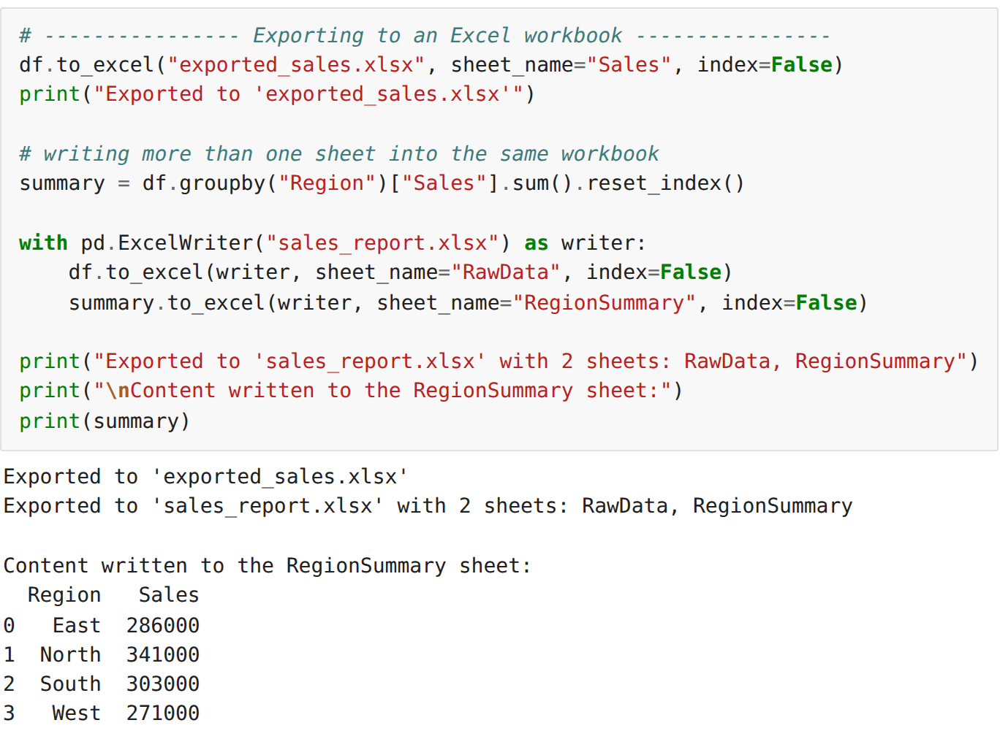 # ---------------- Exporting to an Excel workbook ----------------
df.to_excel("exported_sales.xlsx", sheet_name="Sales", index=False)
print("Exported to 'exported_sales.xlsx'")

# writing more than one sheet into the same workbook
summary = df.groupby("Region")["Sales"].sum().reset_index()

with pd.ExcelWriter("sales_report.xlsx") as writer:
    df.to_excel(writer, sheet_name="RawData", index=False)
    summary.to_excel(writer, sheet_name="RegionSummary", index=False)

print("Exported to 'sales_report.xlsx' with 2 sheets: RawData, RegionSummary")
print("\nContent written to the RegionSummary sheet:")
print(summary)
Exported to 'exported_sales.xlsx'
Exported to 'sales_report.xlsx' with 2 sheets: RawData, RegionSummary

Content written to the RegionSummary sheet:
  Region   Sales
0   East  286000
1  North  341000
2  South  303000
3   West  271000